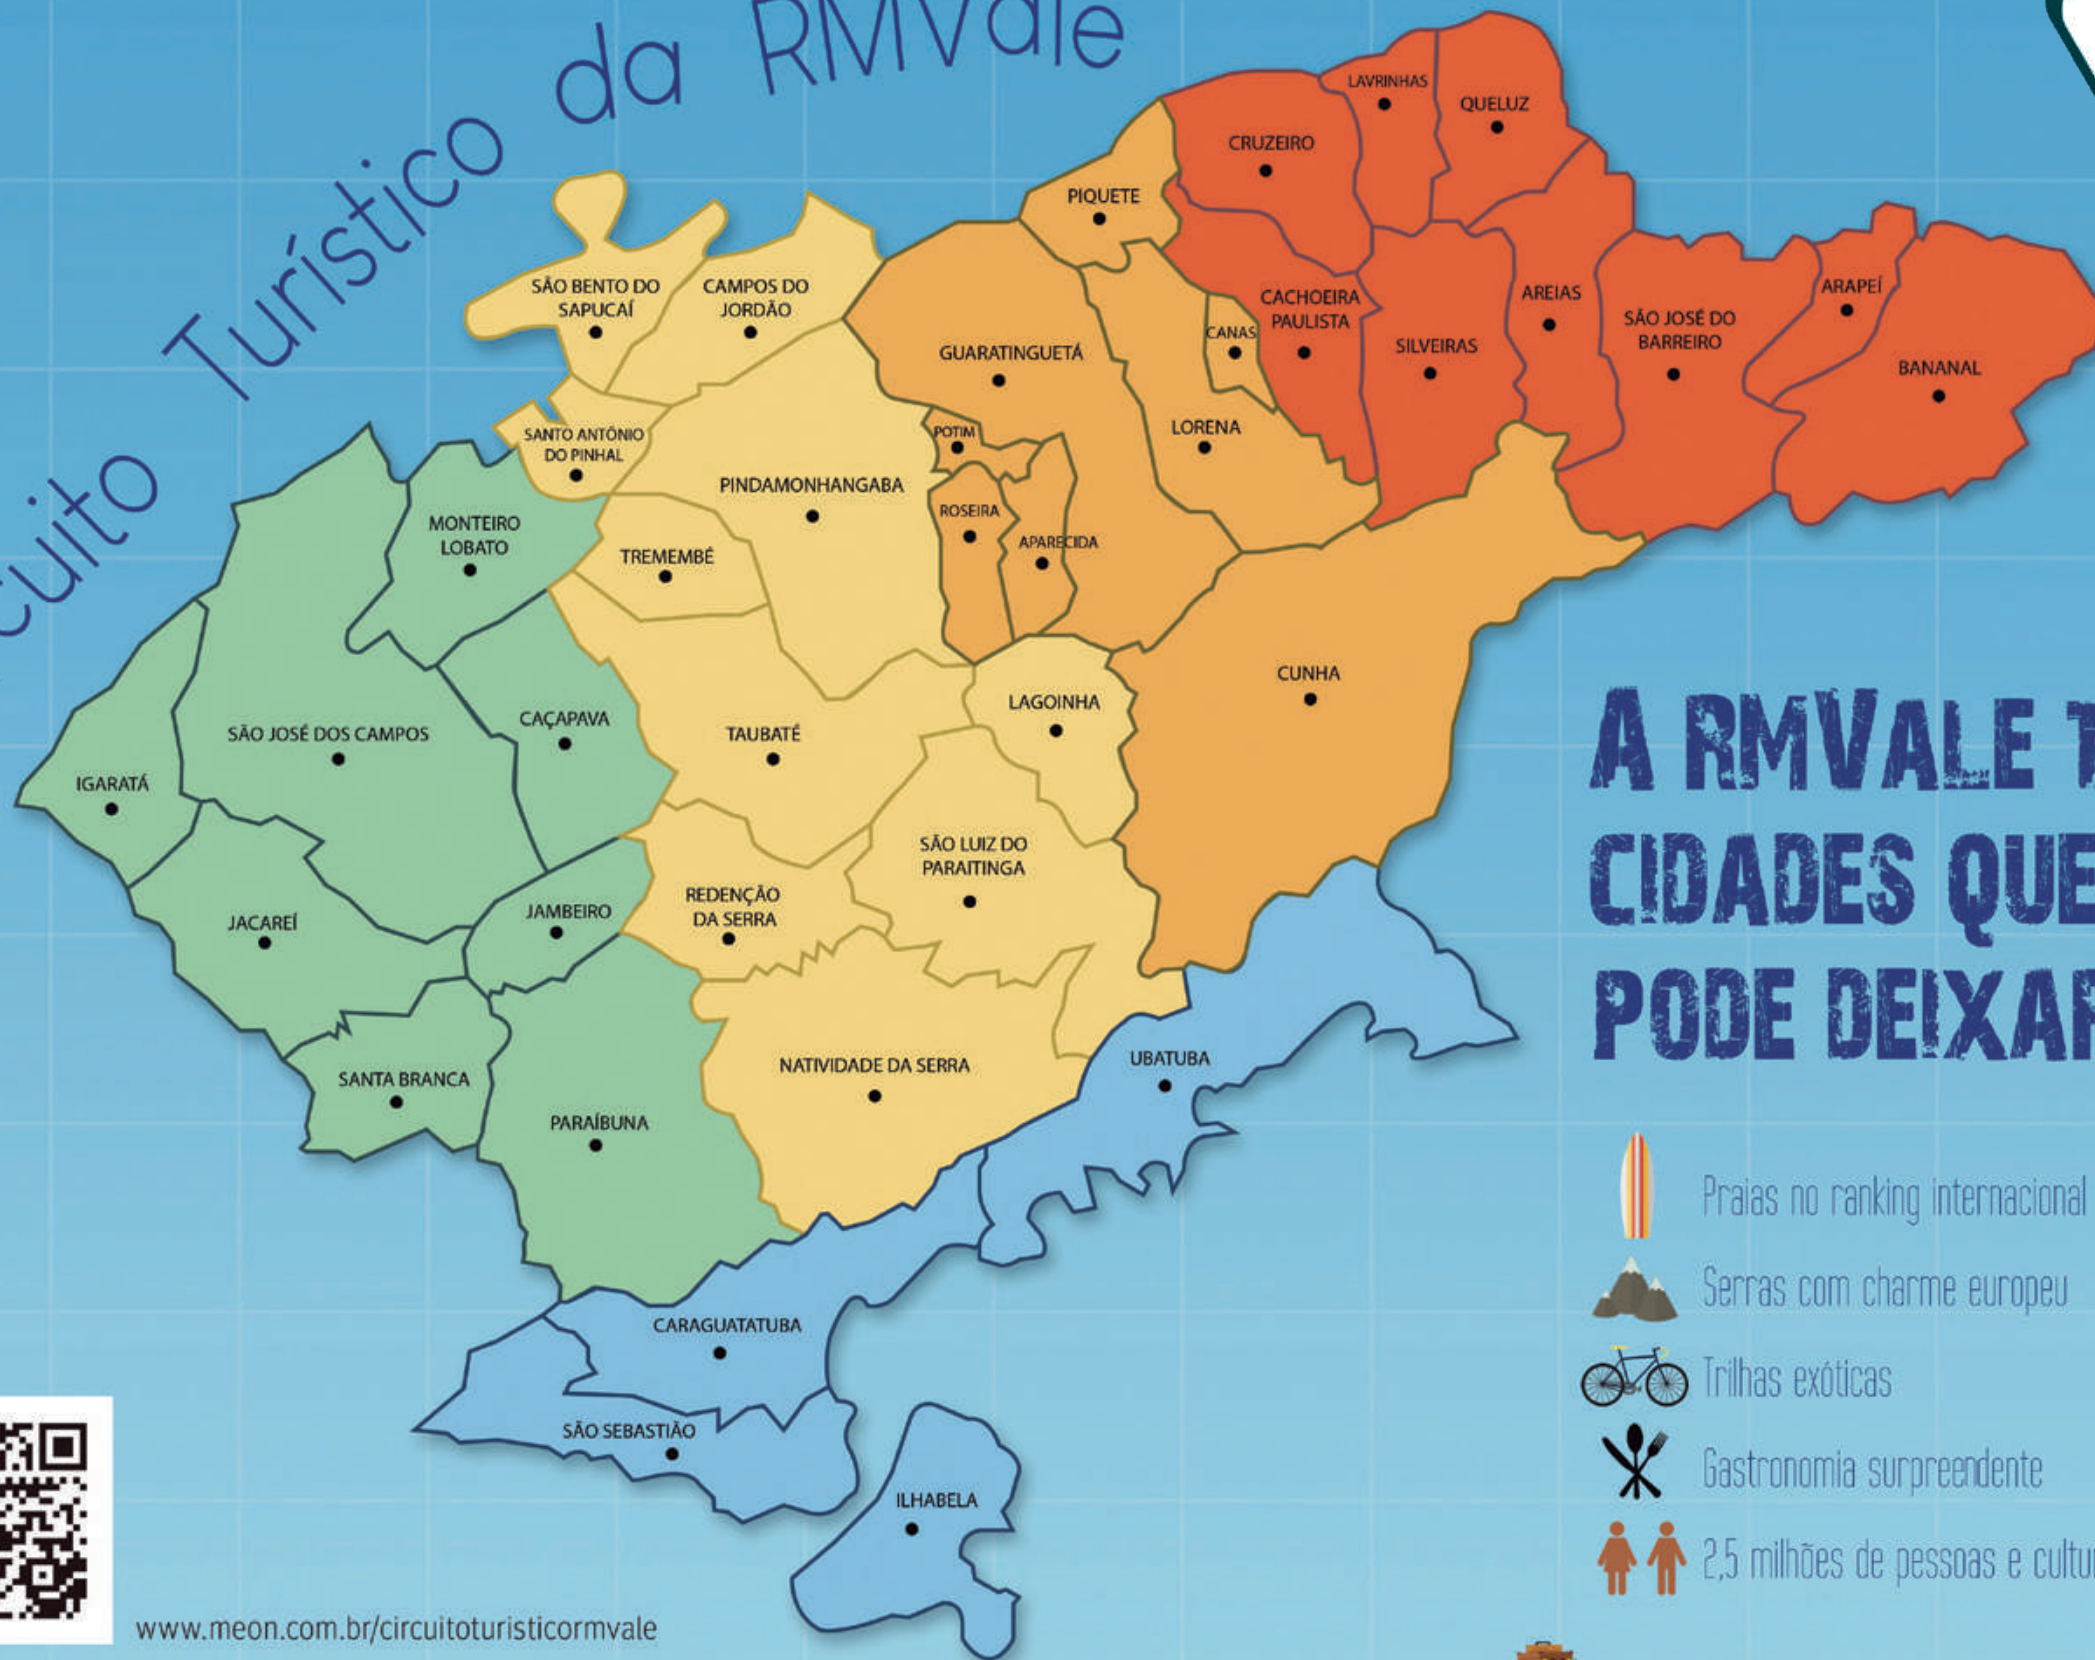 Turístico da RMVale
LAVRINHAS
QUELUZ
CRUZEIRO
PIQUETE
SÃO BENTO DO
SAPUCAÍ
CAMPOS DO
JORDÃO
CACHOEIRA
PAULISTA
AREIAS
ARAPEÍ
SÃO JOSÉ DO
BARREIRO
CANAS
SILVEIRAS
GUARATINGUETÁ
BANANAL
POTIM
LORENA
SANTO ANTÔNIO
DO PINHAL
PINDAMONHANGABA
ROSEIRA
MONTEIRO
LOBATO
APARECIDA
TREMEMBÉ
CUNHA
LAGOINHA
CAÇAPAVA
SÃO JOSÉ DOS CAMPOS
TAUBATÉ
IGARATÁ
SÃO LUIZ DO
PARAITINGA
REDENÇÃO
DA SERRA
JAMBEIRO
JACAREÍ
NATIVIDADE DA SERRA
UBATUBA
SANTA BRANCA
PARAÍBUNA
CARAGUATATUBA
SÃO SEBASTIÃO
ILHABELA
A RMVALE
CIDADES QUE
PODE DEIXAR
Praias no ranking internacional
Serras com charme europeu
Trilhas exóticas
Gastronomia surpreendente
2,5 milhões de pessoas e
www.meon.com.br/circuitoturisticormvale